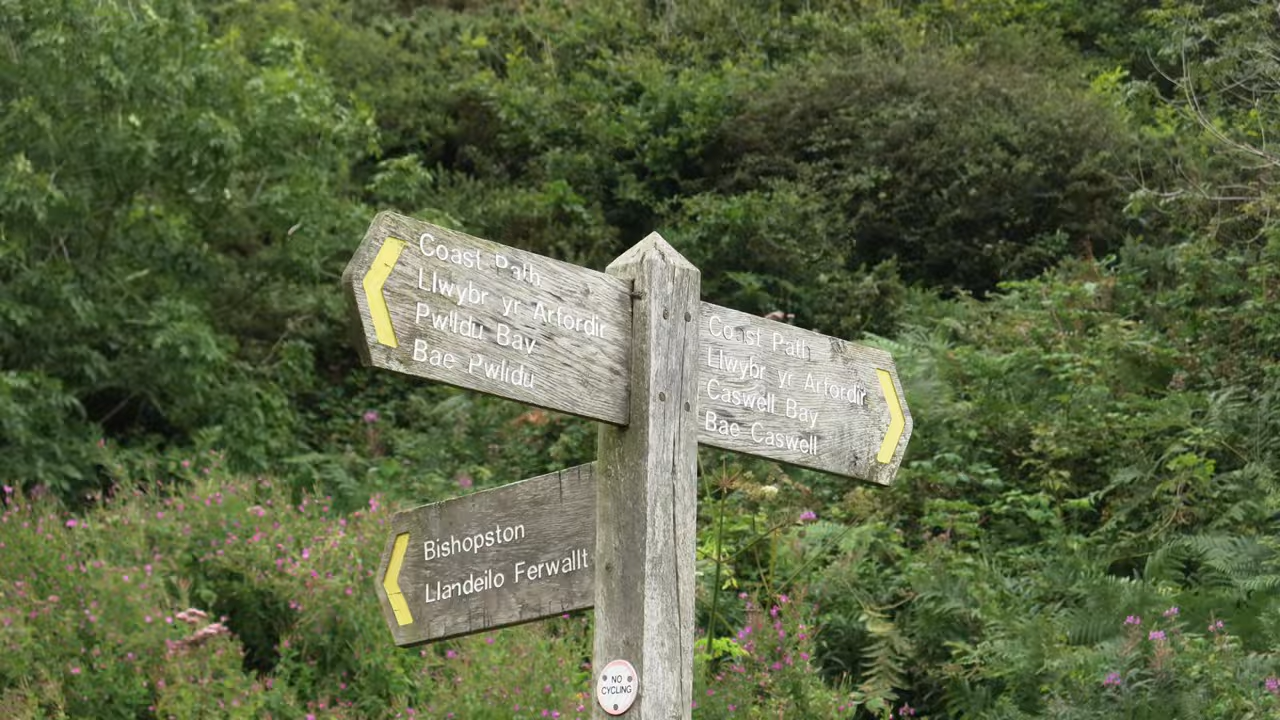 Coast Path
Llwybr yr Arfordir
Pwlldu Bay
Bae Pwlldu
Coast Path
Llwybr yr Arfordir
Caswell Bay
Bae Caswell
Bishopston
Llandeilo Ferwallt
NO
CYCLING